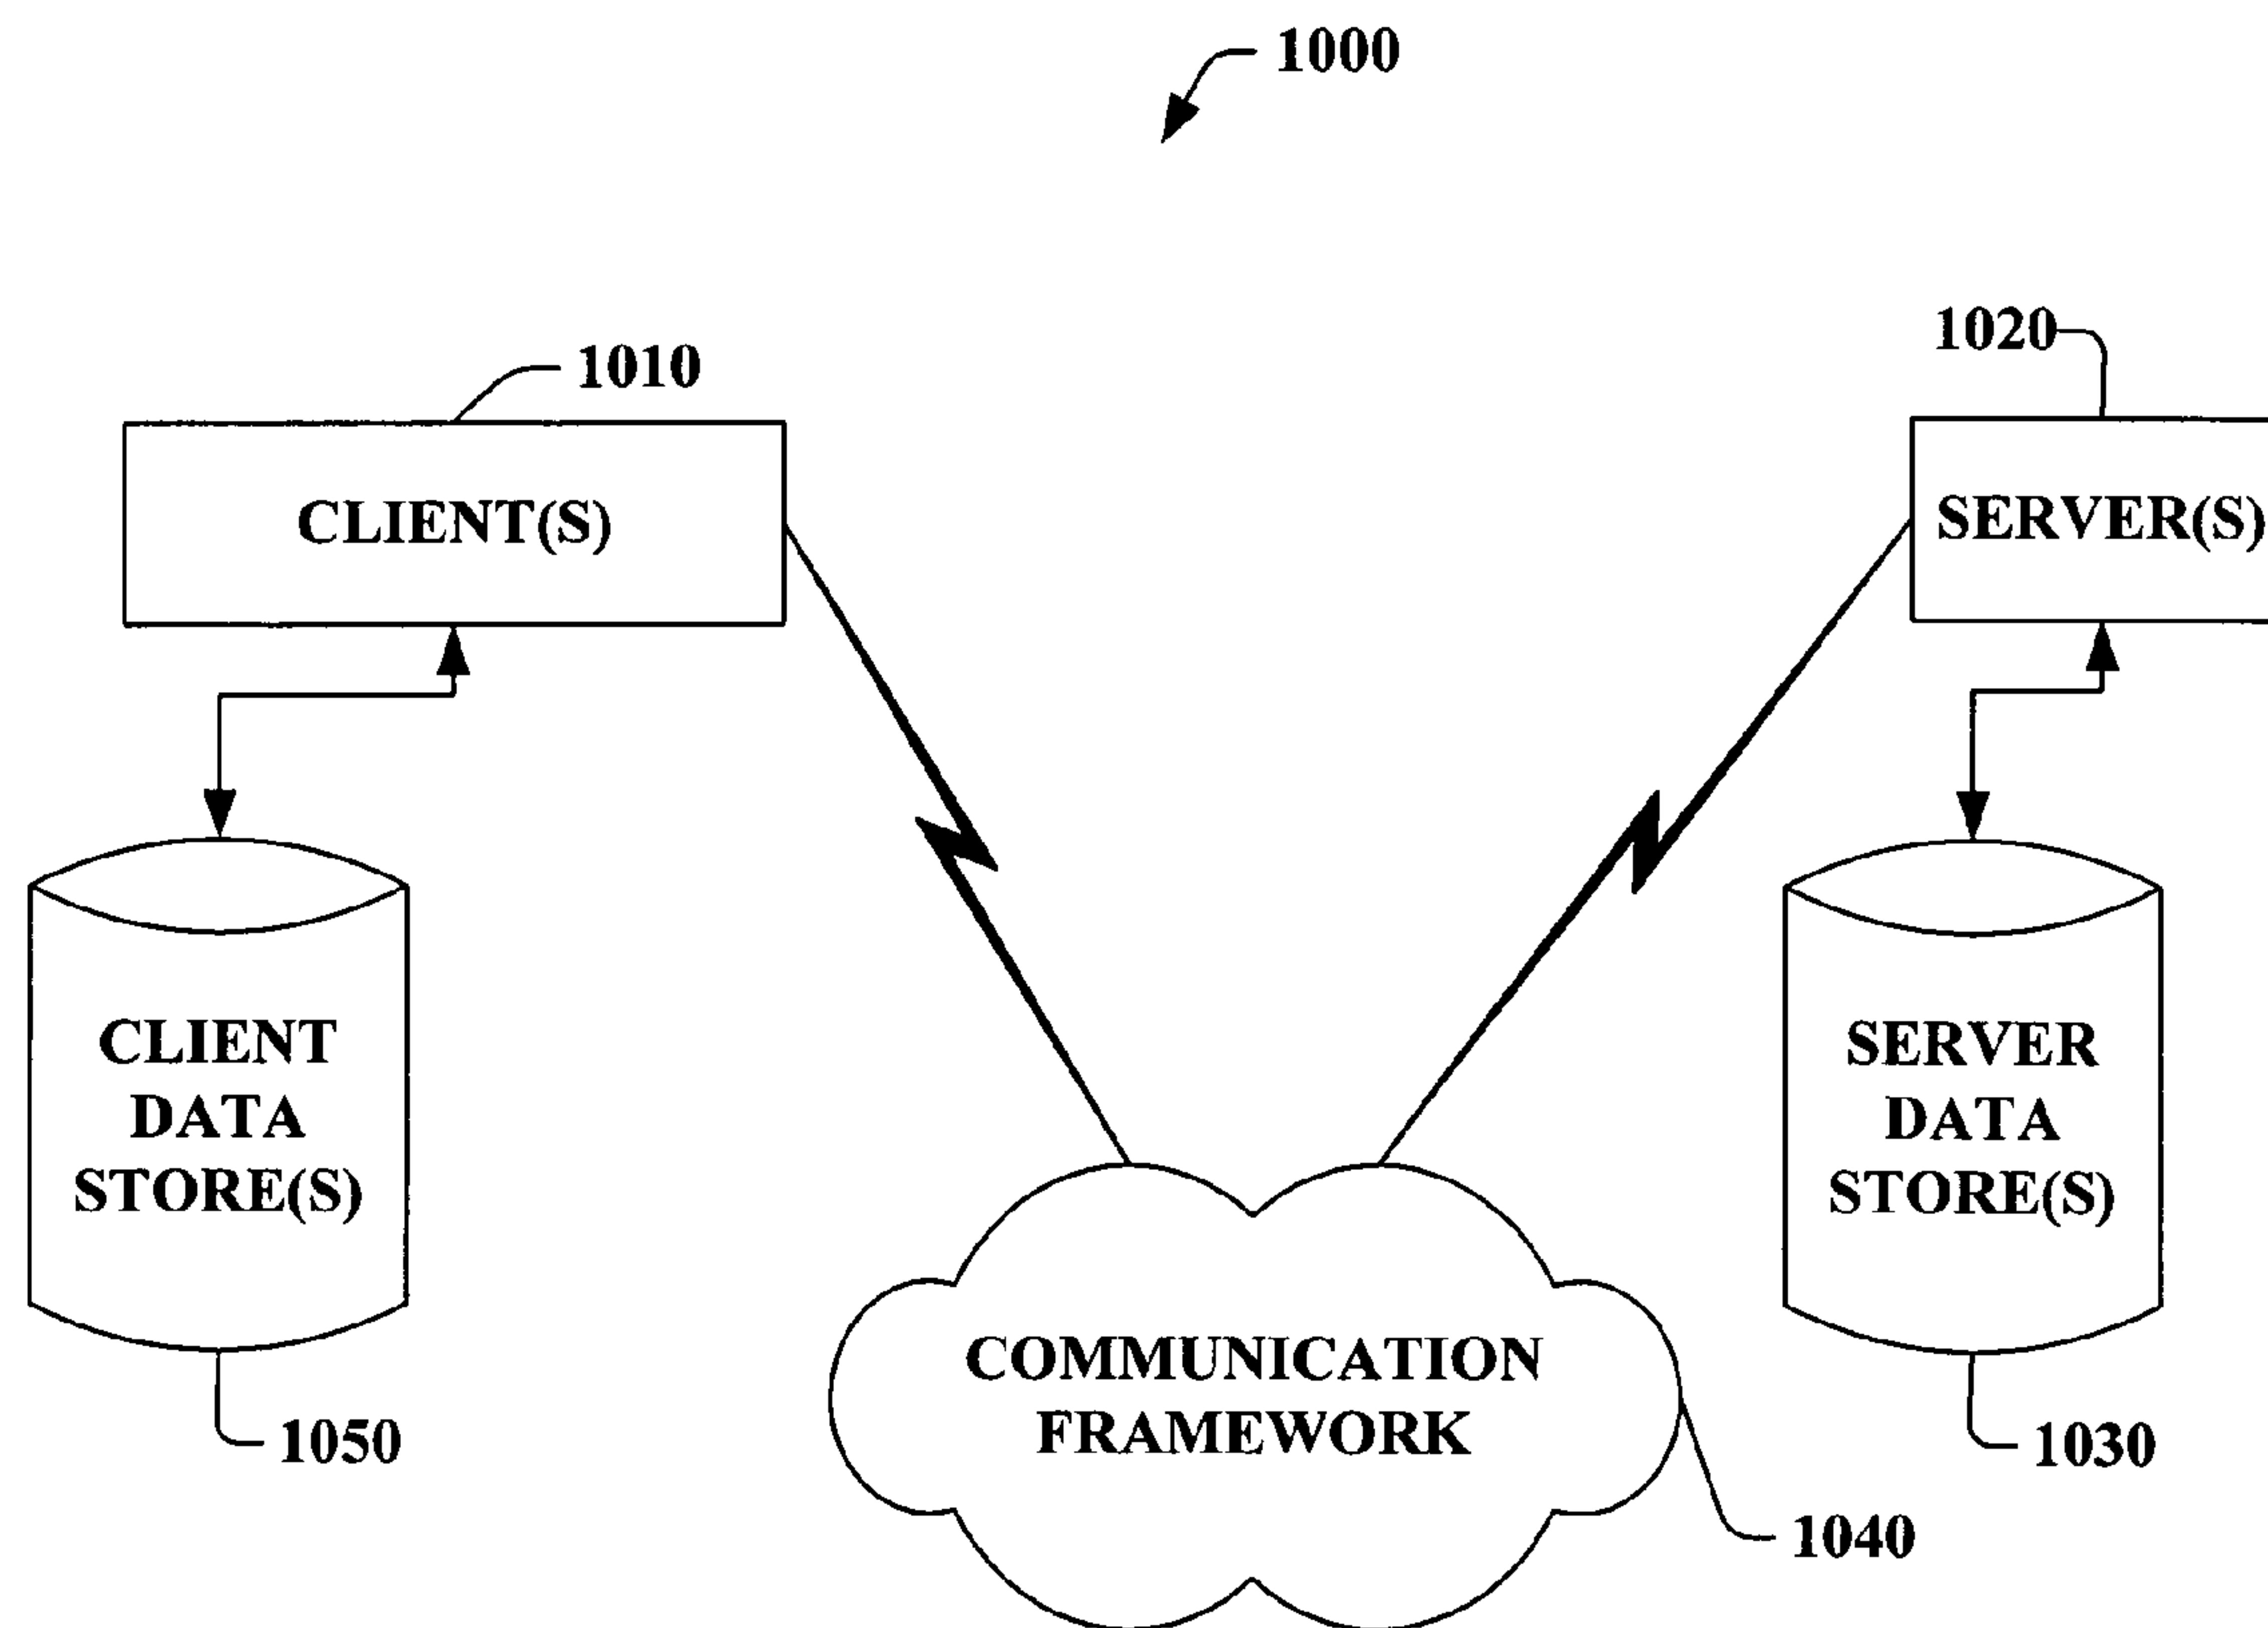 1000
1010
1020
CLIENT(S)
SERVER(S)
CLIENT
DATA
STORE(S)
SERVER
DATA
STORE(S)
COMMUNICATION
FRAMEWORK
1050
1030
1040